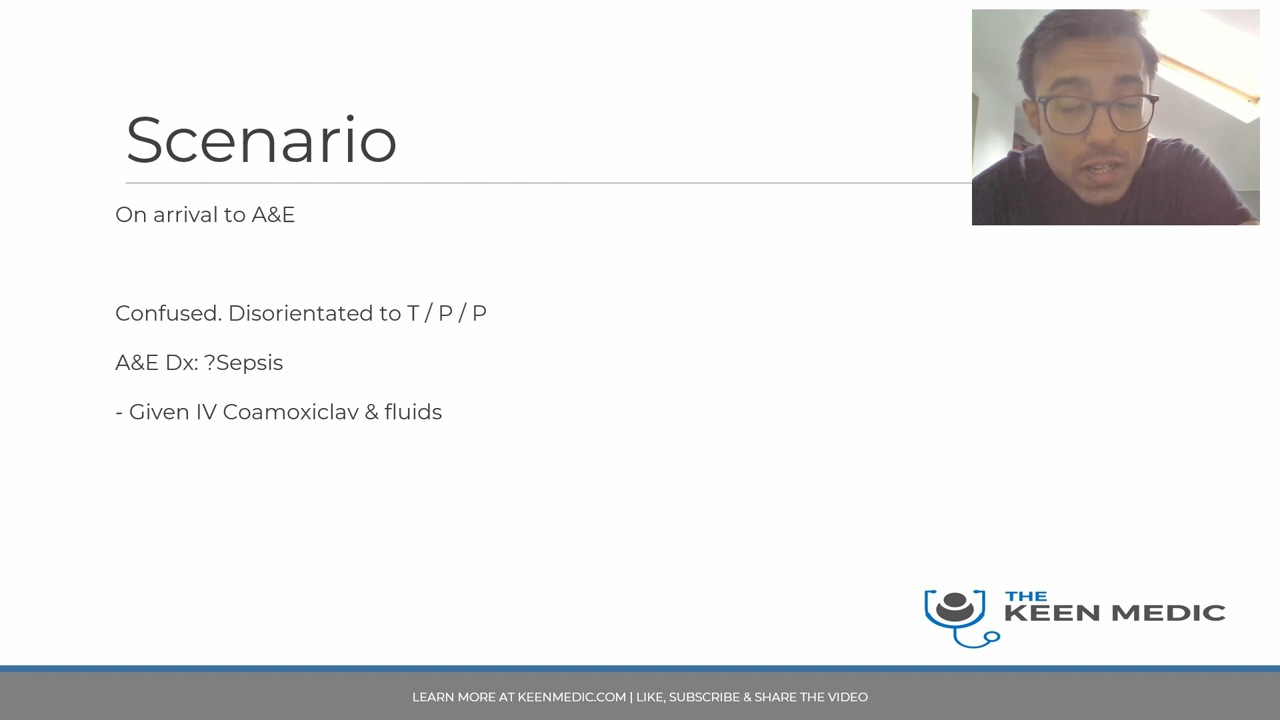 Scenario
On arrival to A&E
Confused. Disorientated to T / P / P
A&E Dx: ?Sepsis
- Given IV Coamoxiclav & fluids
THE
KEEN MEDIC
LEARN MORE AT KEENMEDIC.COM | LIKE, SUBSCRIBE & SHARE THE VIDEO